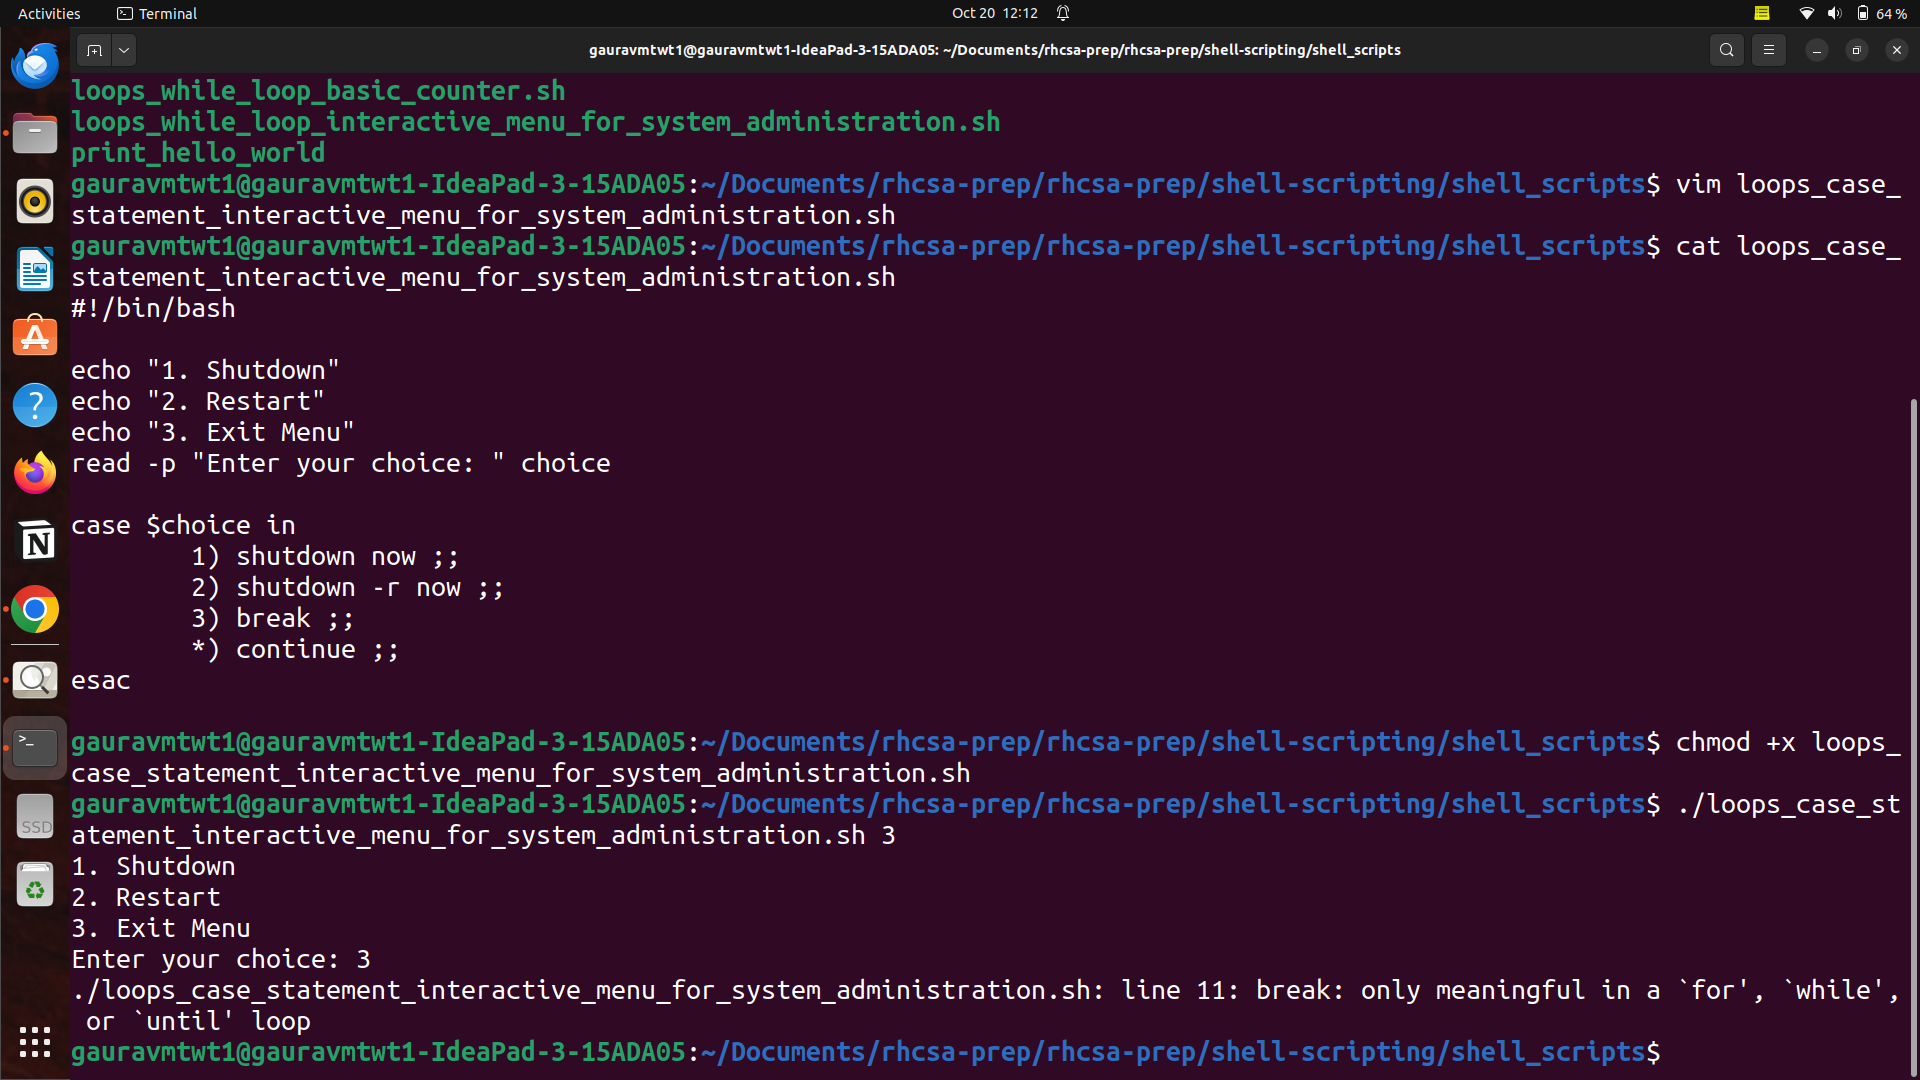 Activities
Terminal
Oct 20 12:12
64 %
gauravmtwt1@gauravmtwt1-IdeaPad-3-15ADA05: ~/Documents/rhcsa-prep/rhcsa-prep/shell-scripting/shell_scripts
loops_while_loop_basic_counter.sh
loops_while_loop_interactive_menu_for_system_administration.sh
print_hello_world
gauravmtwt1@gauravmtwt1-IdeaPad-3-15ADA05:~/Documents/rhcsa-prep/rhcsa-prep/shell-scripting/shell_scripts$ vim loops_case_
statement_interactive_menu_for_system_administration.sh
gauravmtwt1@gauravmtwt1-IdeaPad-3-15ADA05:~/Documents/rhcsa-prep/rhcsa-prep/shell-scripting/shell_scripts$ cat loops_case_
statement_interactive_menu_for_system_administration.sh
#!/bin/bash
echo "1. Shutdown"
echo "2. Restart"
echo "3. Exit Menu"
read -p "Enter your choice: " choice
case $choice in
1) shutdown now ;;
2) shutdown -r now ;;
3) break ;;
*) continue ;;
esac
gauravmtwt1@gauravmtwt1-IdeaPad-3-15ADA05:~/Documents/rhcsa-prep/rhcsa-prep/shell-scripting/shell_scripts$ chmod +x loops_
case_statement_interactive_menu_for_system_administration.sh
gauravmtwt1@gauravmtwt1-IdeaPad-3-15ADA05:~/Documents/rhcsa-prep/rhcsa-prep/shell-scripting/shell_scripts$ ./loops_case_st
atement_interactive_menu_for_system_administration.sh 3
1. Shutdown
2. Restart
3. Exit Menu
Enter your choice: 3
./loops_case_statement_interactive_menu_for_system_administration.sh: line 11: break: only meaningful in a `for', `while',
or `until' loop
gauravmtwt1@gauravmtwt1-IdeaPad-3-15ADA05:~/Documents/rhcsa-prep/rhcsa-prep/shell-scripting/shell_scripts$
SSD